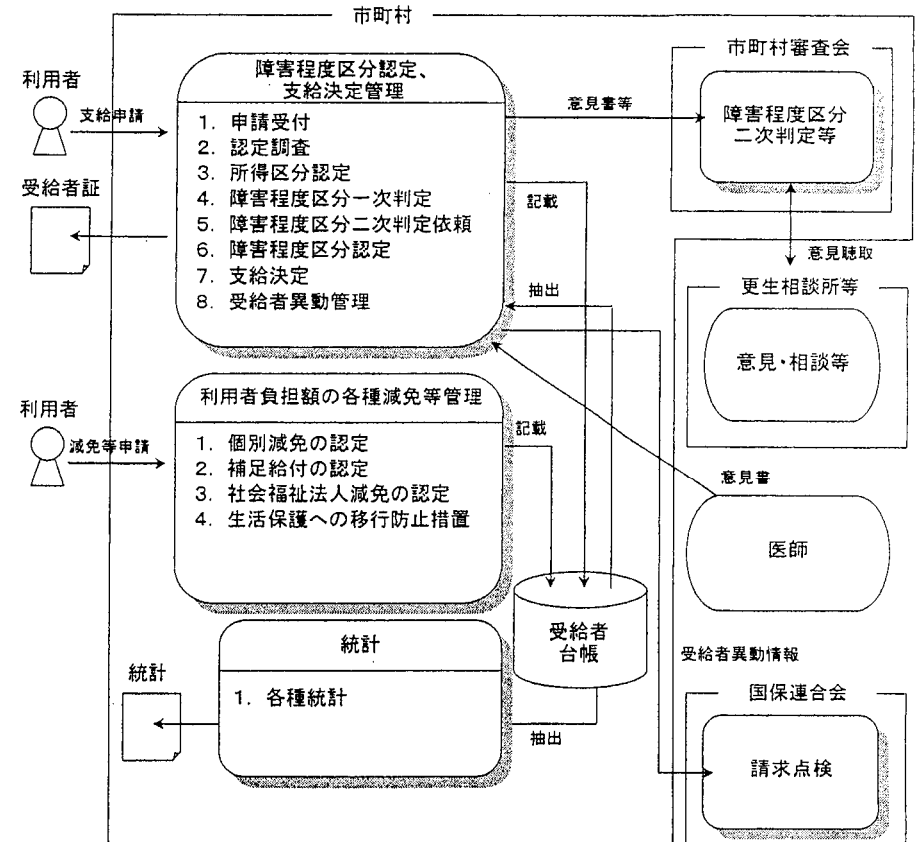 市町村
障害程度区分認定、
支給決定管理
1. 申請受付
2. 認定調査
3. 所得区分認定
4. 障害程度区分一次判定
5. 障害程度区分二次判定依頼
6. 障害程度区分認定
7. 支給決定
8. 受給者異動管理
利用者
支給申請
受給者証
意見書等
市町村審査会
障害程度区分
二次判定等
記載
抽出
意見聴取
更生相談所等
意見・相談等
利用者
減免等申請
利用者負担額の各種減免等管理
1. 個別減免の認定
2. 補足給付の認定
3. 社会福祉法人減免の認定
4. 生活保護への移行防止措置
記載
意見書
医師
受給者
台帳
統計
統計
1. 各種統計
抽出
受給者異動情報
国保連合会
請求点検